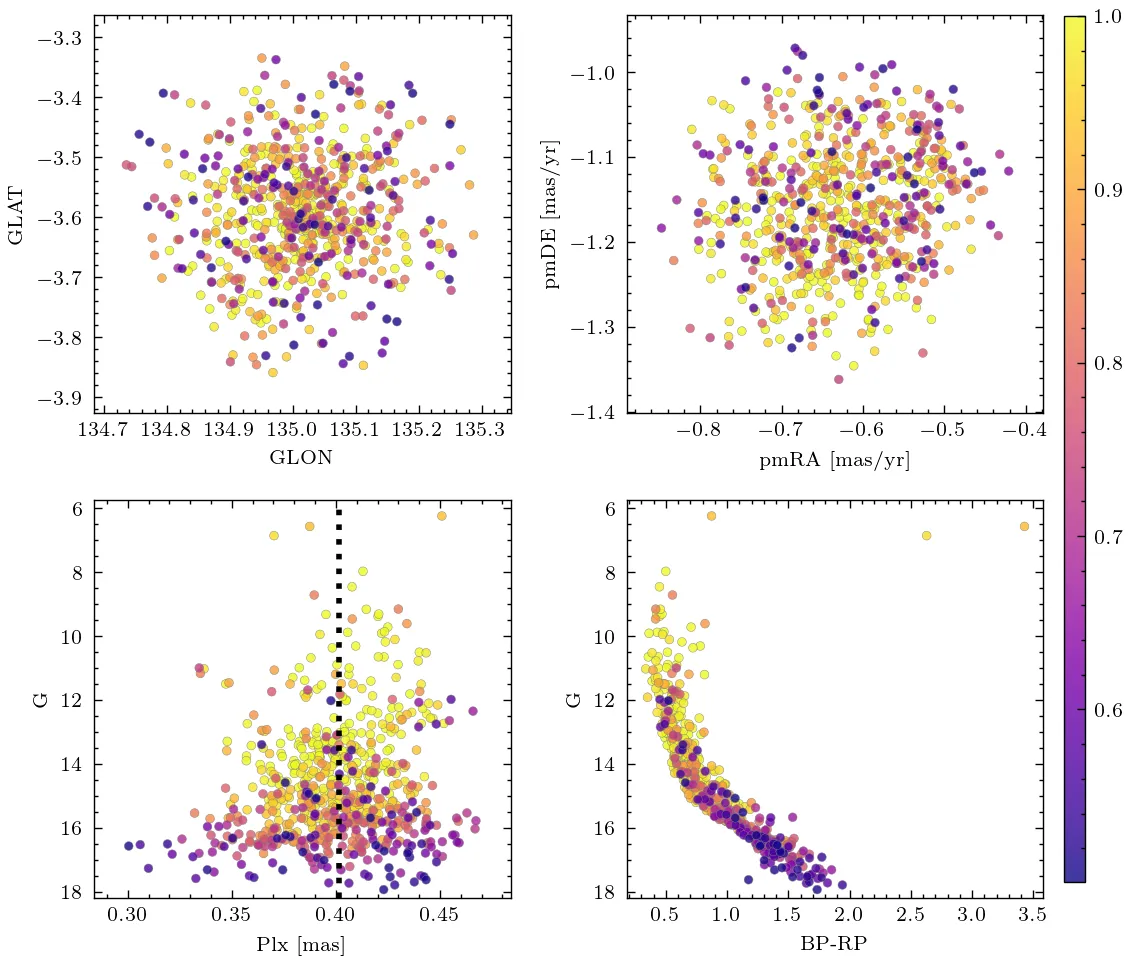 −3.3
−3.4
−3.5
−3.6
−3.7
−3.8
−3.9
GLAT
134.7 134.8 134.9 135.0 135.1 135.2 135.3
GLON
−1.0
−1.1
−1.2
−1.3
−1.4
pmDE [mas/yr]
−0.8 −0.7 −0.6 −0.5 −0.4
pmRA [mas/yr]
6
8
10
12
14
16
18
G
0.30 0.35 0.40 0.45
Plx [mas]
6
8
10
12
14
16
18
G
0.5 1.0 1.5 2.0 2.5 3.0 3.5
BP-RP
1.0
0.9
0.8
0.7
0.6